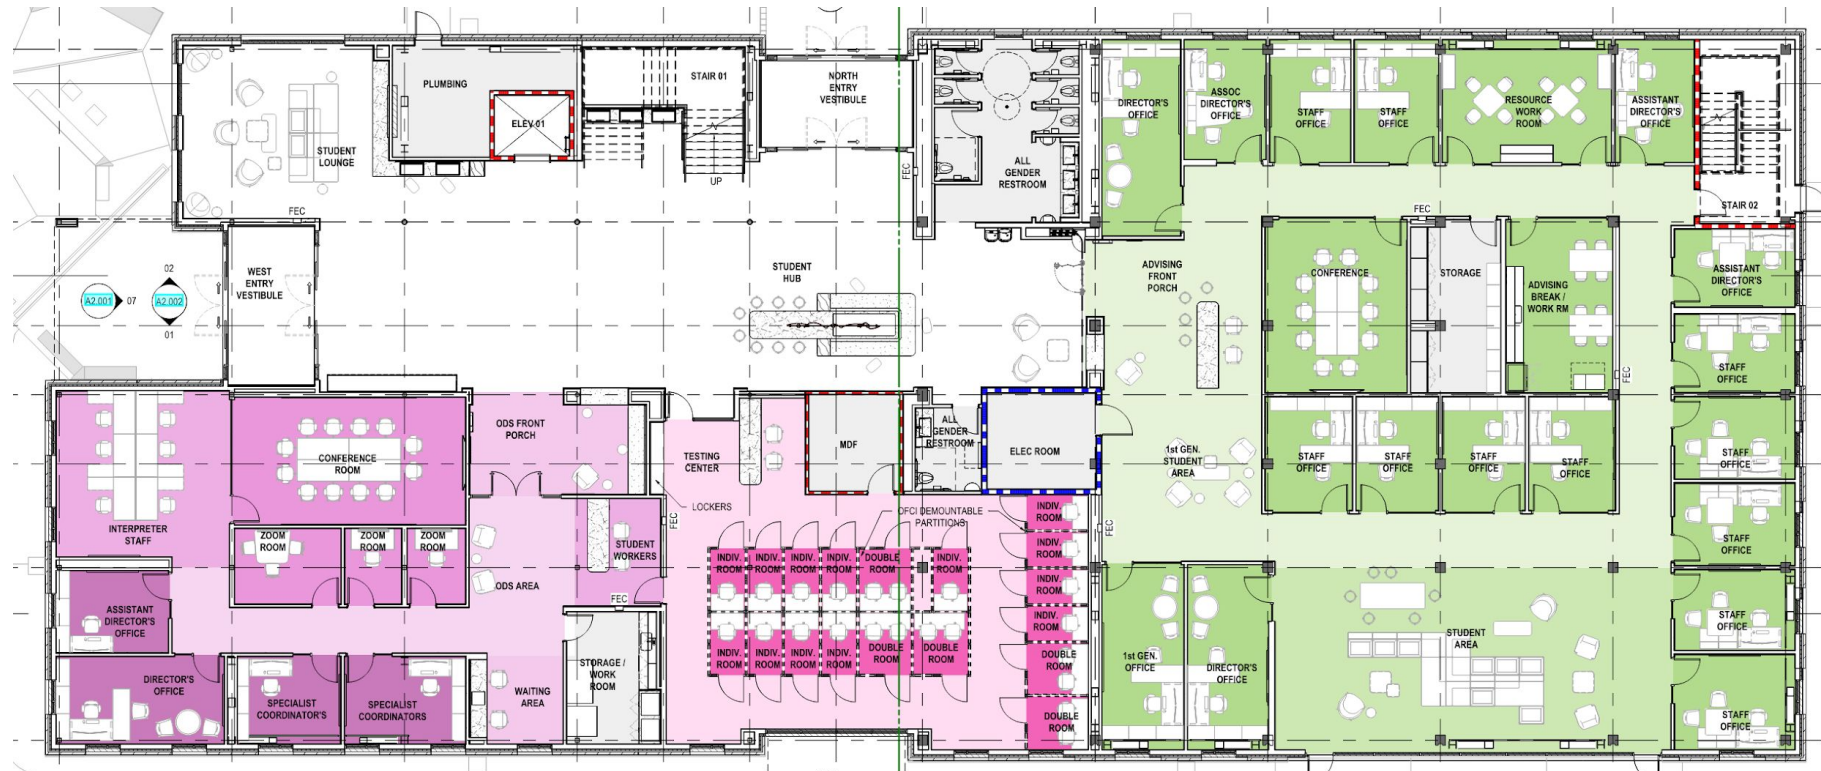 PLUMBING
STAIR 01
ELEV 01
UP
STUDENT
LOUNGE
FEC
NORTH
ENTRY
VESTIBULE
FEC
ALL
GENDER
RESTROOM
DIRECTOR'S
OFFICE
ASSOC
DIRECTOR'S
OFFICE
STAFF
OFFICE
STAFF
OFFICE
RESOURCE
WORK
ROOM
ASSISTANT
DIRECTOR'S
OFFICE
STAIR 02
FEC
02
A2.001
07
A2.002
01
WEST
ENTRY
VESTIBULE
STUDENT
HUB
ADVISING
FRONT
PORCH
CONFERENCE
STORAGE
ADVISING
BREAK /
WORK RM
FEC
ASSISTANT
DIRECTOR'S
OFFICE
STAFF
OFFICE
STAFF
OFFICE
STAFF
OFFICE
STAFF
OFFICE
STAFF
OFFICE
INTERPRETER
STAFF
CONFERENCE
ROOM
ODS FRONT
PORCH
TESTING
CENTER
LOCKERS
MDF
ALL
GENDER
RESTROOM
ELEC ROOM
1st GEN.
STUDENT
AREA
STAFF
OFFICE
STAFF
OFFICE
STAFF
OFFICE
STAFF
OFFICE
ZOOM
ROOM
ZOOM
ROOM
ZOOM
ROOM
STUDENT
WORKERS
FEC
ODS AREA
FEC
OFCI DEMOUNTABLE
PARTITIONS
INDIV.
ROOM
INDIV.
ROOM
INDIV.
ROOM
INDIV.
ROOM
DOUBLE
ROOM
INDIV.
ROOM
INDIV.
ROOM
INDIV.
ROOM
INDIV.
ROOM
INDIV.
ROOM
DOUBLE
ROOM
DOUBLE
ROOM
INDIV.
ROOM
INDIV.
ROOM
INDIV.
ROOM
INDIV.
ROOM
DOUBLE
ROOM
DOUBLE
ROOM
FEC
ASSISTANT
DIRECTOR'S
OFFICE
DIRECTOR'S
OFFICE
SPECIALIST
COORDINATOR'S
SPECIALIST
COORDINATORS
WAITING
AREA
STORAGE /
WORK
ROOM
1st GEN.
OFFICE
DIRECTOR'S
OFFICE
STUDENT
AREA